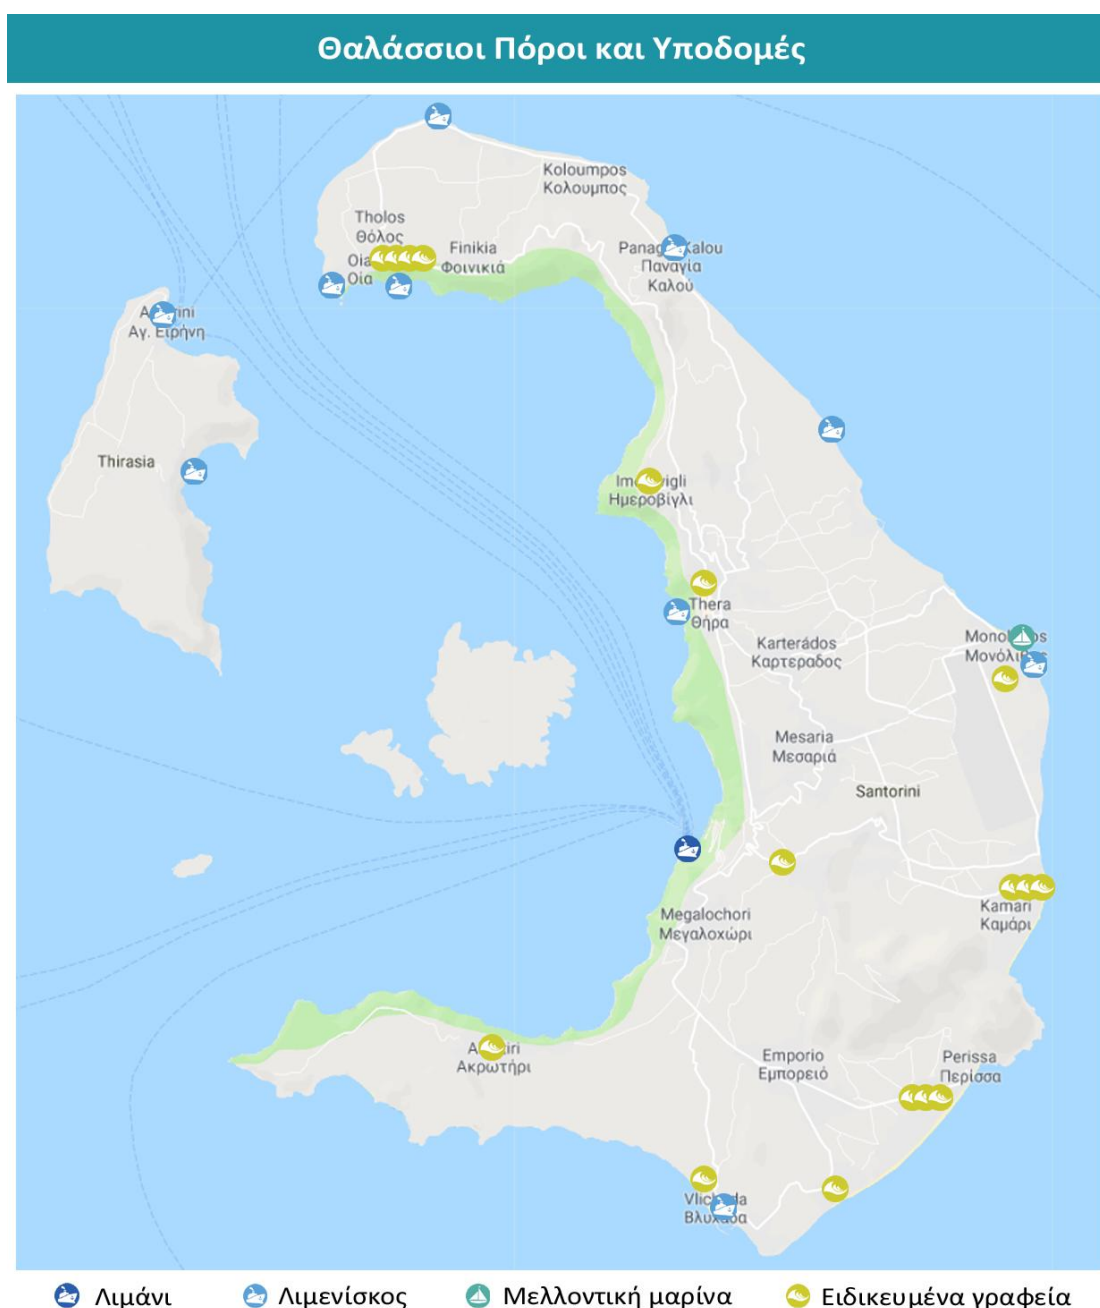 Θαλάσσιοι Πόροι και Υποδομές
Koloumpos
Κολουμπος
Tholos
Θόλος
Finikia
Φοινικιά
Oia
Οία
Παναγία
Καλού
Αγ. Ειρήνη
Thirasia
Ημεροβίγλι
Thera
Θήρα
Karterádos
Καρτεραδος
Mesaria
Μεσαριά
Santorini
Megalochori
Μεγαλοχώρι
Kamari
Καμάρι
Ακρωτήρι
Emporio
Εμπορειό
Perissa
Περίσσα
Λιμάνι
Λιμενίσκος
Μελλοντική μαρίνα
Ειδικευμένα γραφεία